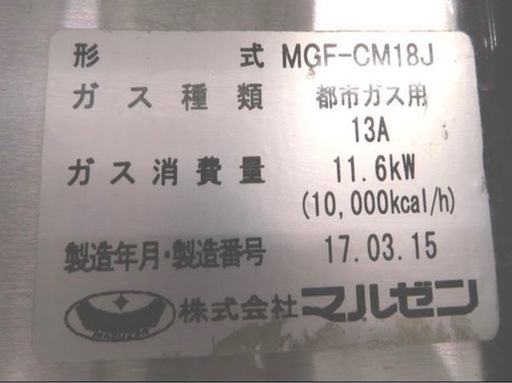 形式 MGF-CM18J
ガス種類 都市ガス用
13A
ガス消費量 11.6kW
(10,000kcal/h)
製造年月・製造番号 17.03.15
MARUZEN 株式会社 マルゼン